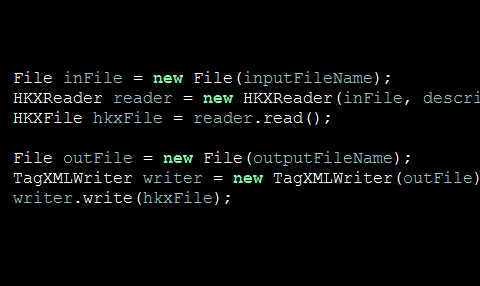 File inFile = new File(inputFileName);
HKXReader reader = new HKXReader(inFile, descri
HKXFile hkxFile = reader.read();
File outFile = new File(outputFileName);
TagXMLWriter writer = new TagXMLWriter(outFile)
writer.write(hkxFile);